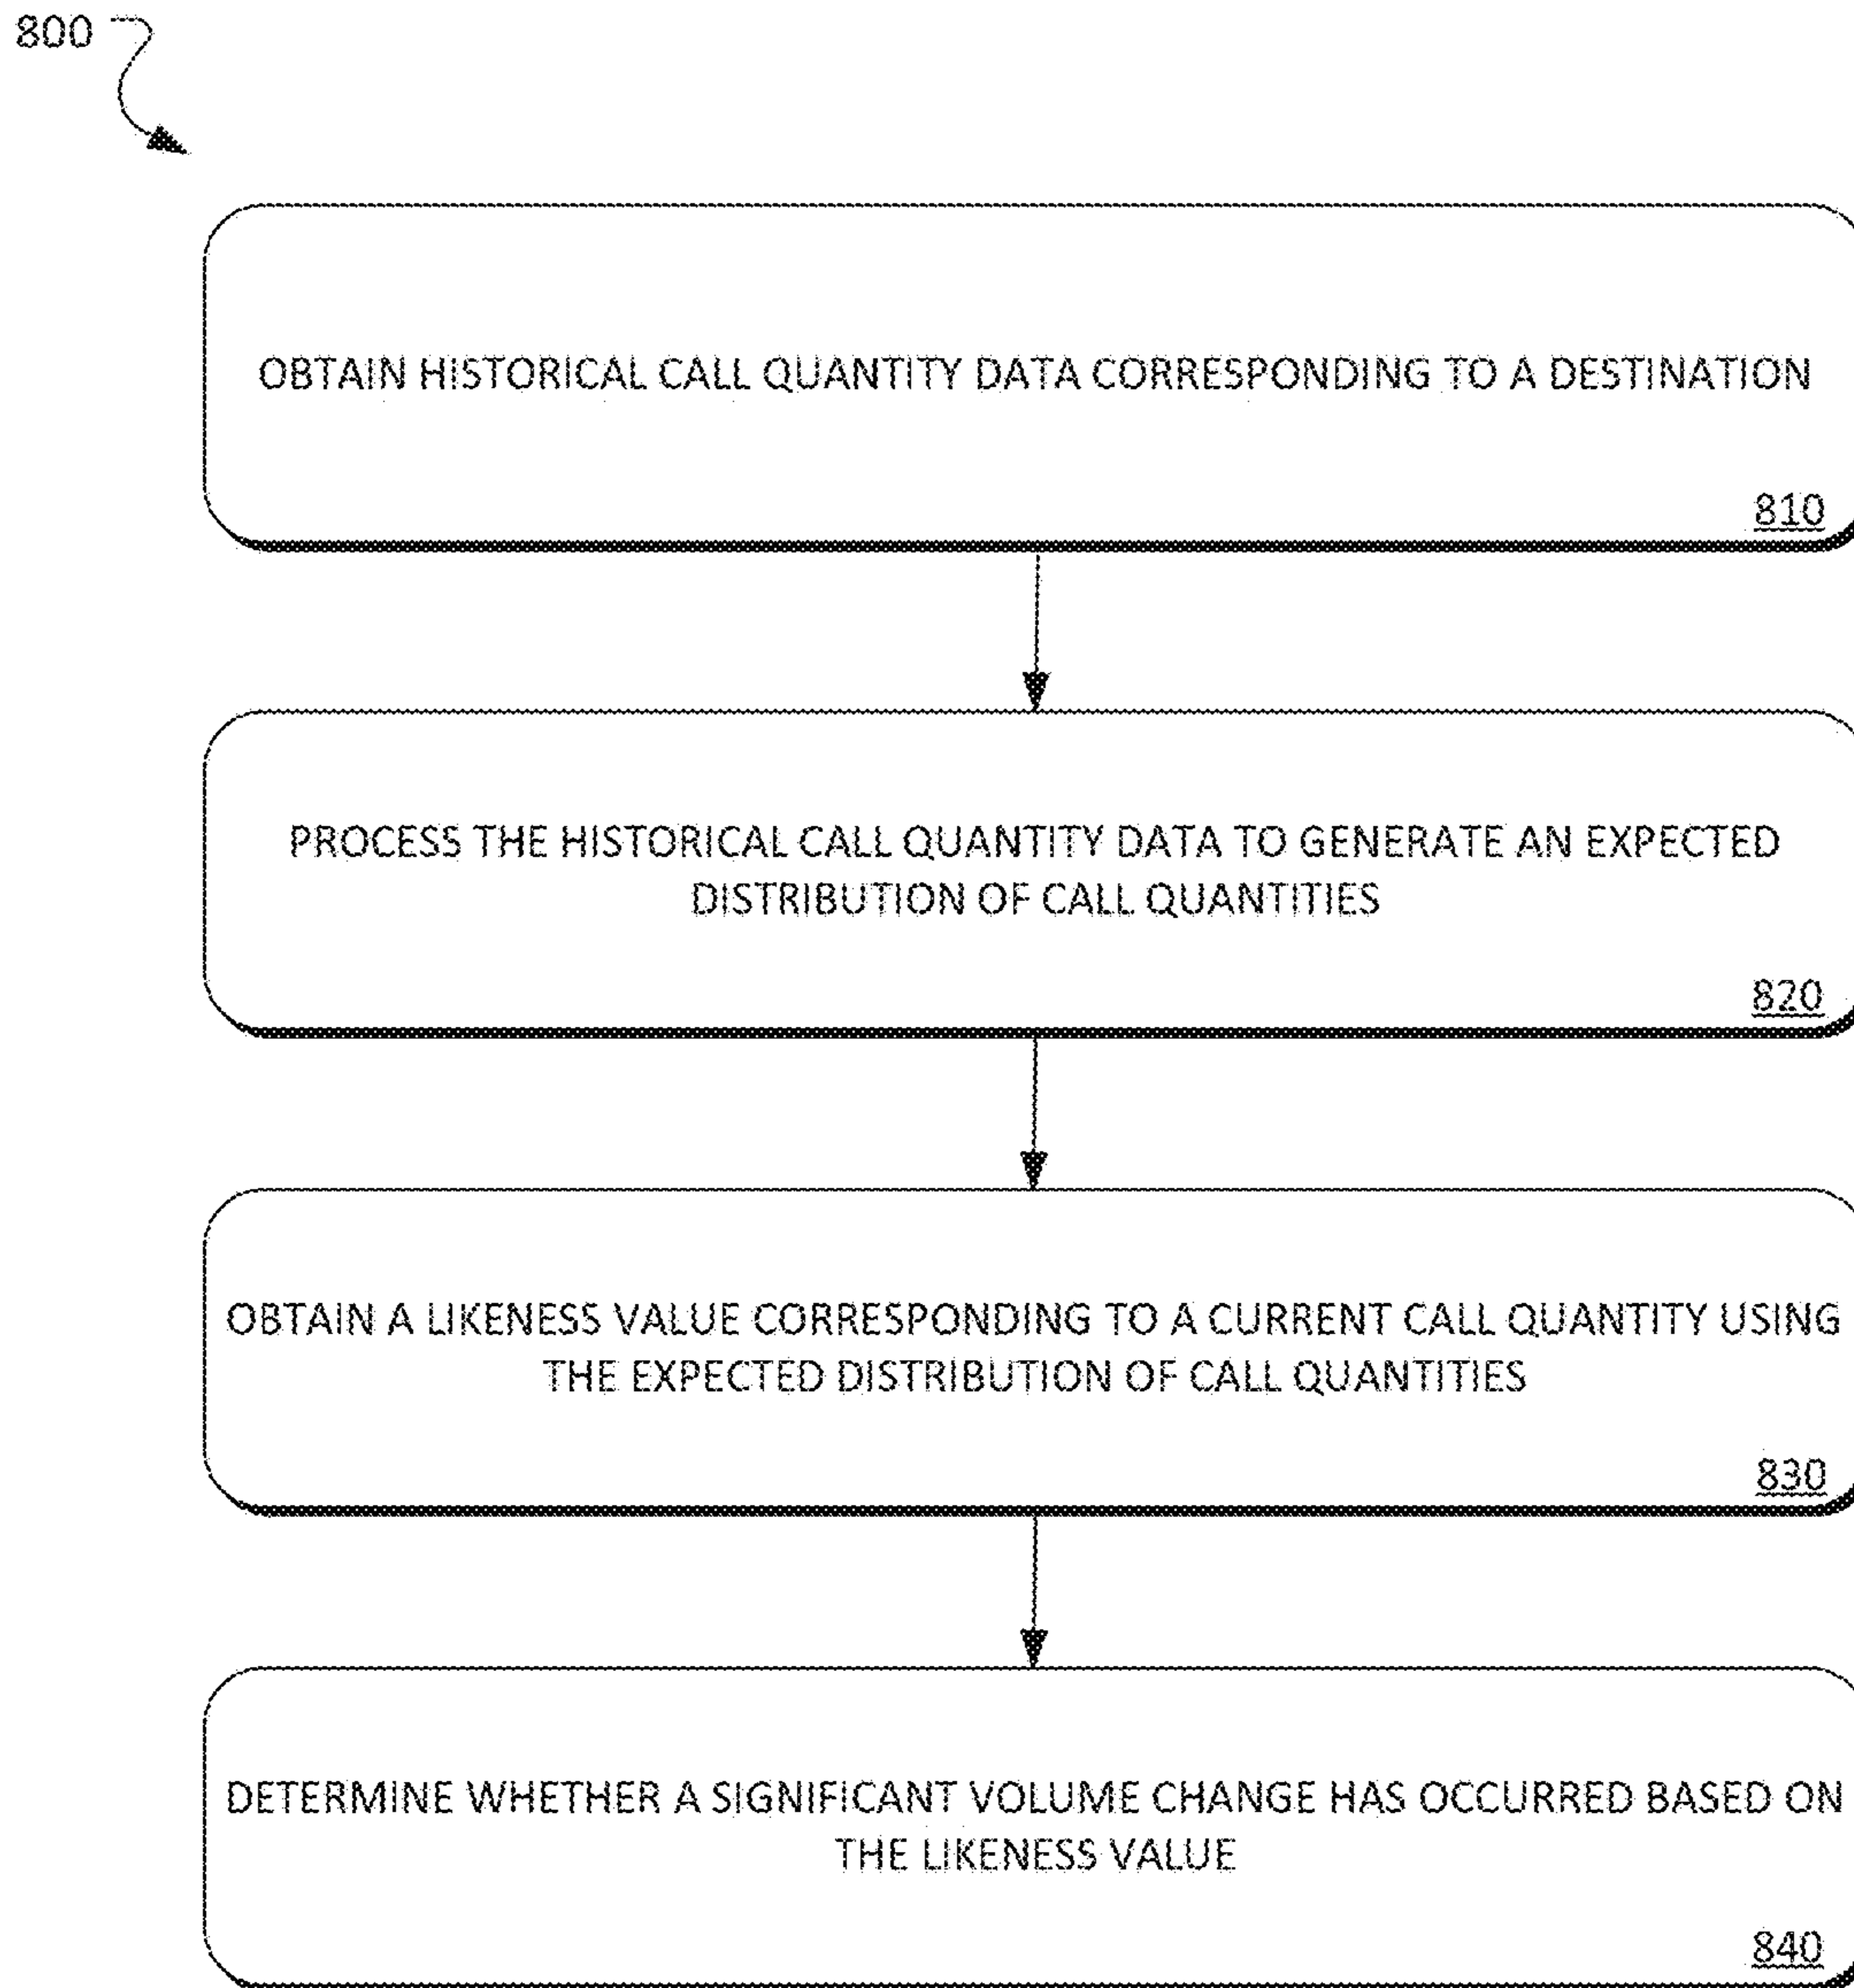 800
OBTAIN HISTORICAL CALL QUANTITY DATA CORRESPONDING TO A DESTINATION
810
PROCESS THE HISTORICAL CALL QUANTITY DATA TO GENERATE AN EXPECTED
DISTRIBUTION OF CALL QUANTITIES
820
OBTAIN A LIKENESS VALUE CORRESPONDING TO A CURRENT CALL QUANTITY USING
THE EXPECTED DISTRIBUTION OF CALL QUANTITIES
830
DETERMINE WHETHER A SIGNIFICANT VOLUME CHANGE HAS OCCURRED BASED ON
THE LIKENESS VALUE
840